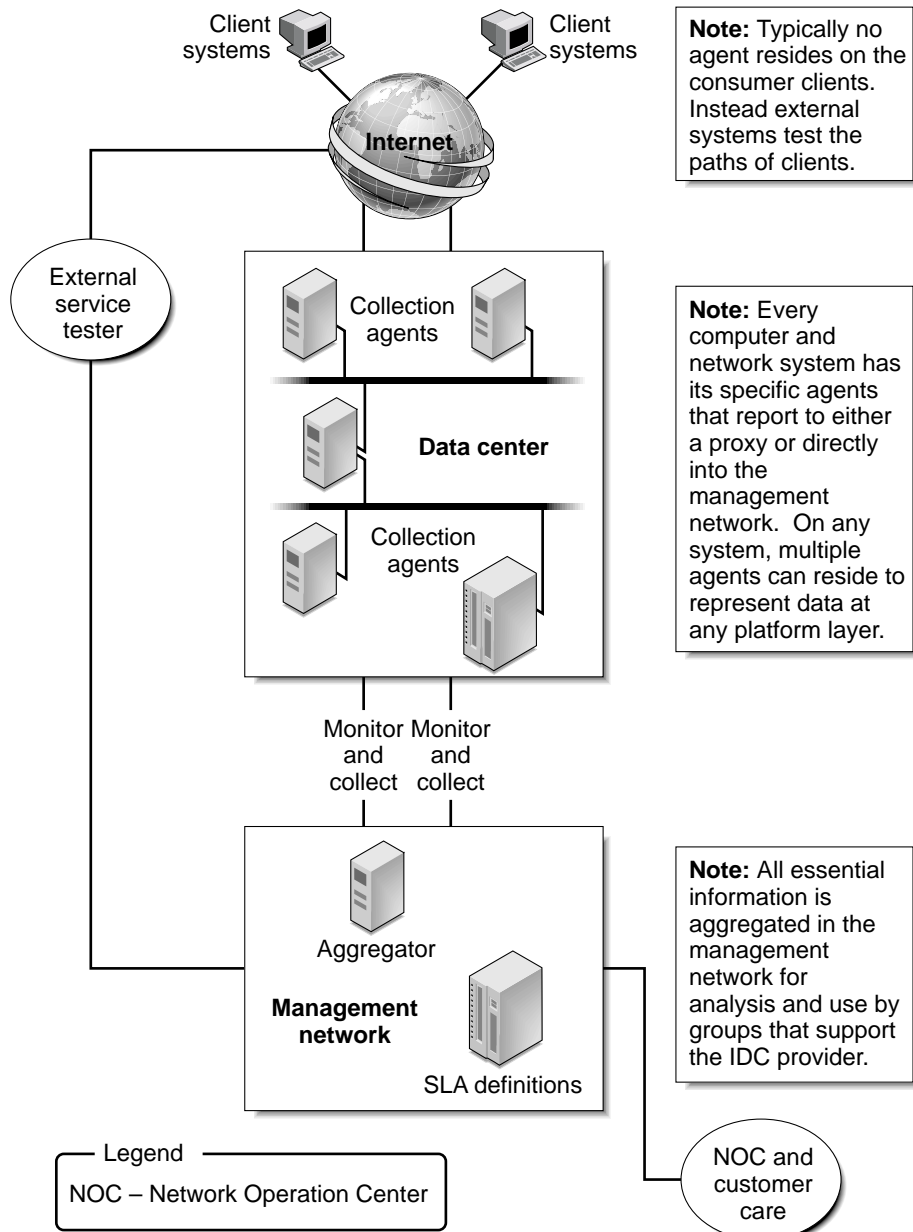 Client
systems
Client
systems
Note: Typically no
agent resides on the
consumer clients.
Instead external
systems test the
paths of clients.
Internet
External
service
tester
Collection
agents
Data center
Collection
agents
Note: Every
computer and
network system has
its specific agents
that report to either
a proxy or directly
into the
management
network. On any
system, multiple
agents can reside to
represent data at
any platform layer.
Monitor
and
collect
Monitor
and
collect
Aggregator
Management
network
SLA definitions
Note: All essential
information is
aggregated in the
management
network for
analysis and use by
groups that support
the IDC provider.
Legend
NOC – Network Operation Center
NOC and
customer
care